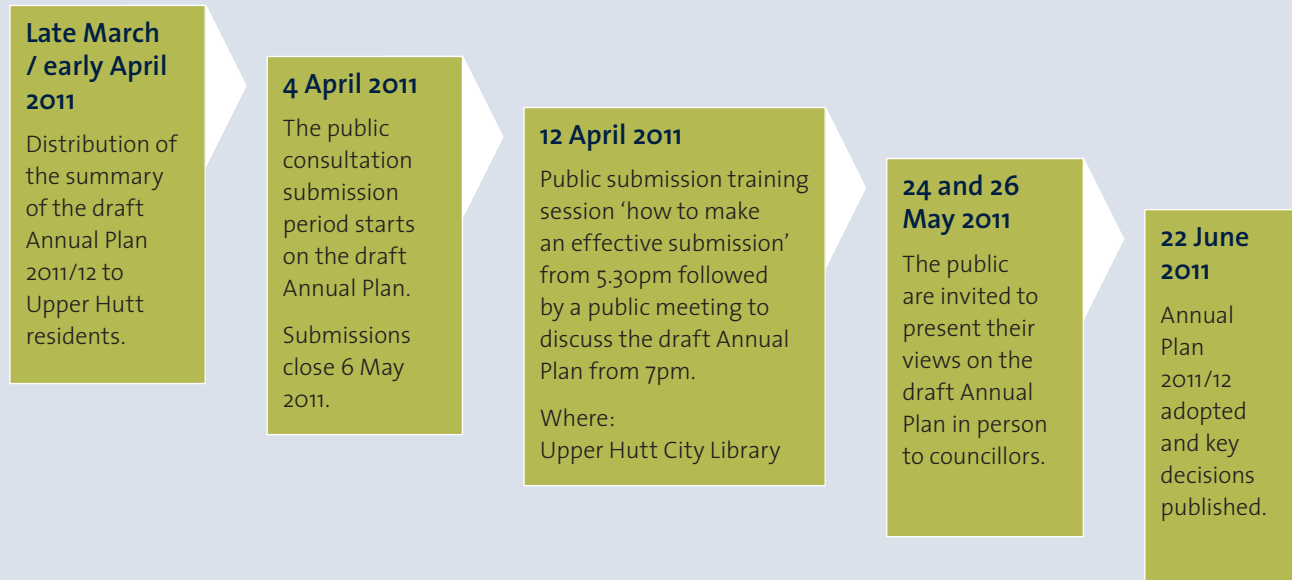 Late March
/ early April
2011
Distribution of
the summary
of the draft
Annual Plan
2011/12 to
Upper Hutt
residents.
4 April 2011
The public
consultation
submission
period starts
on the draft
Annual Plan.
Submissions
close 6 May
2011.
12 April 2011
Public submission training
session ‘how to make
an effective submission’
from 5.30pm followed
by a public meeting to
discuss the draft Annual
Plan from 7pm.
Where:
Upper Hutt City Library
24 and 26
May 2011
The public
are invited to
present their
views on the
draft Annual
Plan in person
to councillors.
22 June
2011
Annual
Plan
2011/12
adopted
and key
decisions
published.